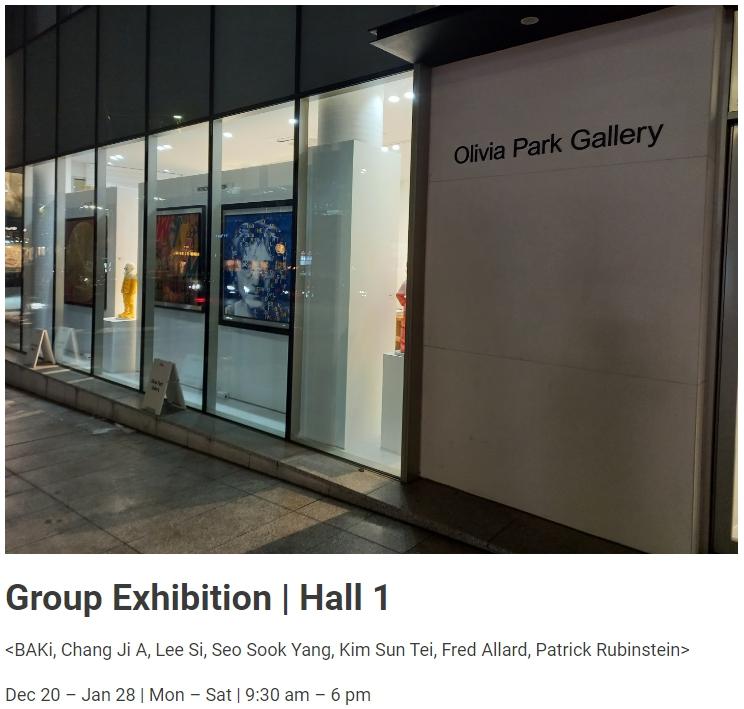 Olivia Park Gallery
Group Exhibition | Hall 1
<BAKi, Chang Ji A, Lee Si, Seo Sook Yang, Kim Sun Tei, Fred Allard, Patrick Rubinstein>
Dec 20 – Jan 28 | Mon – Sat | 9:30 am – 6 pm